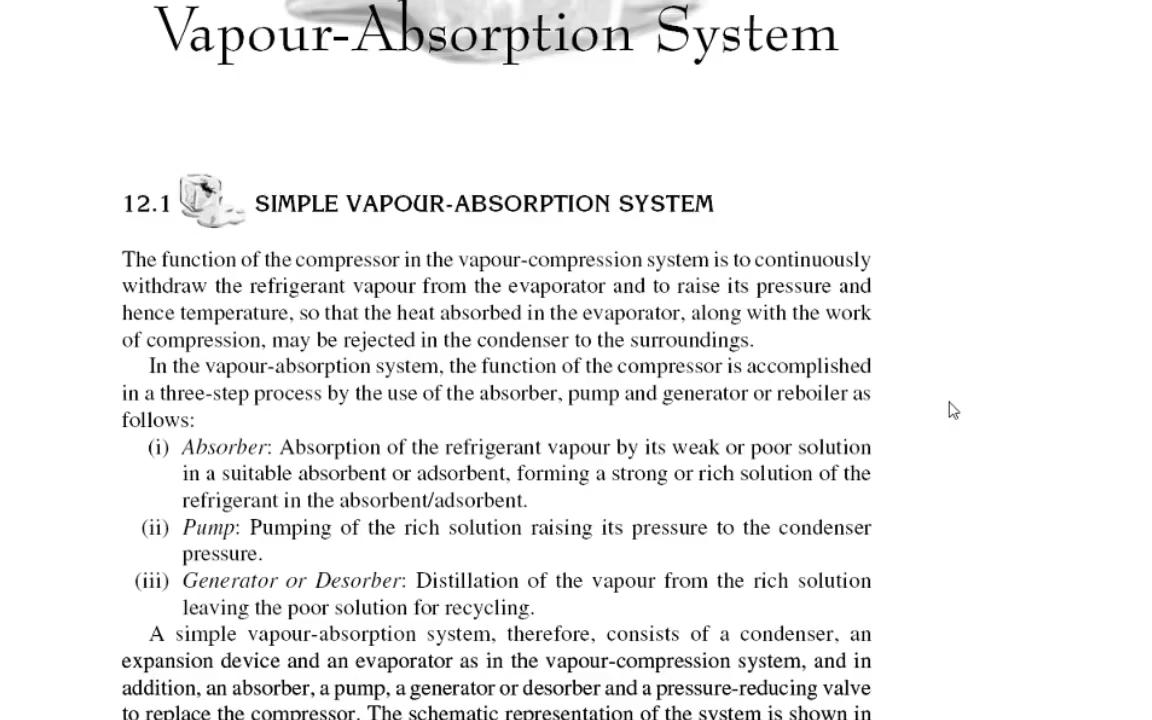 Vapour-Absorption System
12.1 SIMPLE VAPOUR-ABSORPTION SYSTEM
The function of the compressor in the vapour-compression system is to continuously
withdraw the refrigerant vapour from the evaporator and to raise its pressure and
hence temperature, so that the heat absorbed in the evaporator, along with the work
of compression, may be rejected in the condenser to the surroundings.
In the vapour-absorption system, the function of the compressor is accomplished
in a three-step process by the use of the absorber, pump and generator or reboiler as
follows:
(i) Absorber: Absorption of the refrigerant vapour by its weak or poor solution
in a suitable absorbent or adsorbent, forming a strong or rich solution of the
refrigerant in the absorbent/adsorbent.
(ii) Pump: Pumping of the rich solution raising its pressure to the condenser
pressure.
(iii) Generator or Desorber: Distillation of the vapour from the rich solution
leaving the poor solution for recycling.
A simple vapour-absorption system, therefore, consists of a condenser, an
expansion device and an evaporator as in the vapour-compression system, and in
addition, an absorber, a pump, a generator or desorber and a pressure-reducing valve
to replace the compressor. The schematic representation of the system is shown in